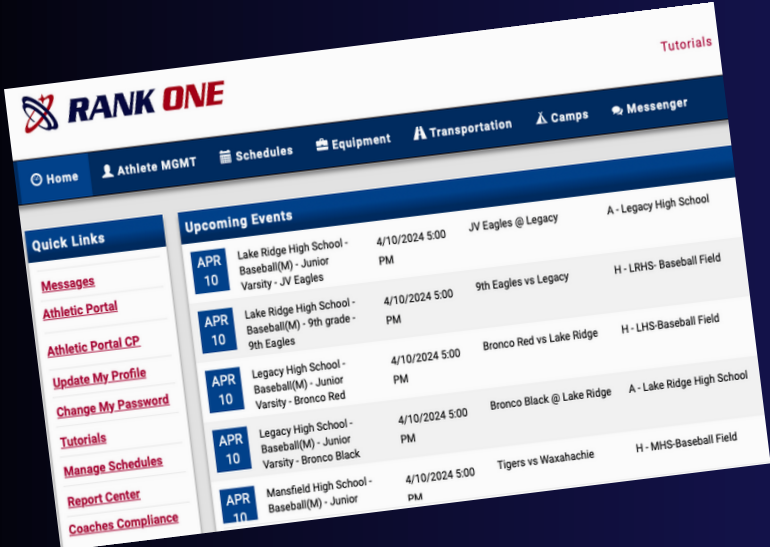 RANK ONE
Tutorials
Home
Athlete MGMT
Schedules
Equipment
Transportation
Camps
Messenger
Quick Links
Messages
Athletic Portal
Athletic Portal CP
Update My Profile
Change My Password
Tutorials
Manage Schedules
Report Center
Coaches Compliance
Upcoming Events
APR
10
Lake Ridge High School -
Baseball(M) - Junior
Varsity - JV Eagles
4/10/2024 5:00
PM
JV Eagles @ Legacy
A - Legacy High School
APR
10
Lake Ridge High School -
Baseball(M) - 9th grade -
9th Eagles
4/10/2024 5:00
PM
9th Eagles vs Legacy
H - LRHS- Baseball Field
APR
10
Legacy High School -
Baseball(M) - Junior
Varsity - Bronco Red
4/10/2024 5:00
PM
Bronco Red vs Lake Ridge
H - LHS-Baseball Field
APR
10
Legacy High School -
Baseball(M) - Junior
Varsity - Bronco Black
4/10/2024 5:00
PM
Bronco Black @ Lake Ridge
A - Lake Ridge High School
APR
10
Mansfield High School -
Baseball(M) - Junior
4/10/2024 5:00
PM
Tigers vs Waxahachie
H - MHS-Baseball Field